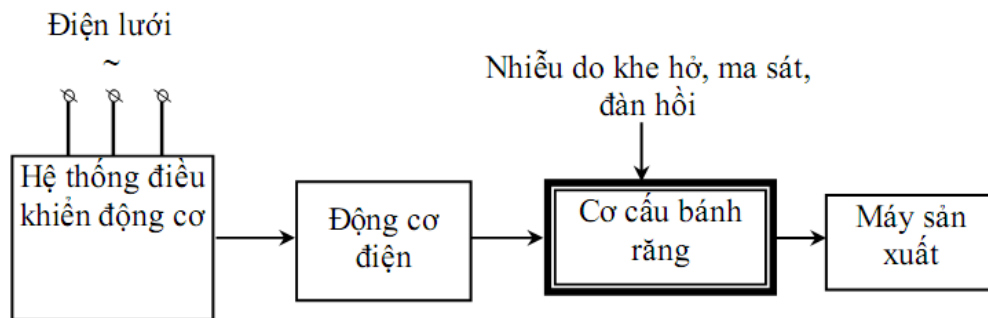 Điện lưới
~
Nhiễu do khe hở, ma sát,
đàn hồi
Hệ thống điều
khiển động cơ
Động cơ
điện
Cơ cấu bánh
răng
Máy sản
xuất